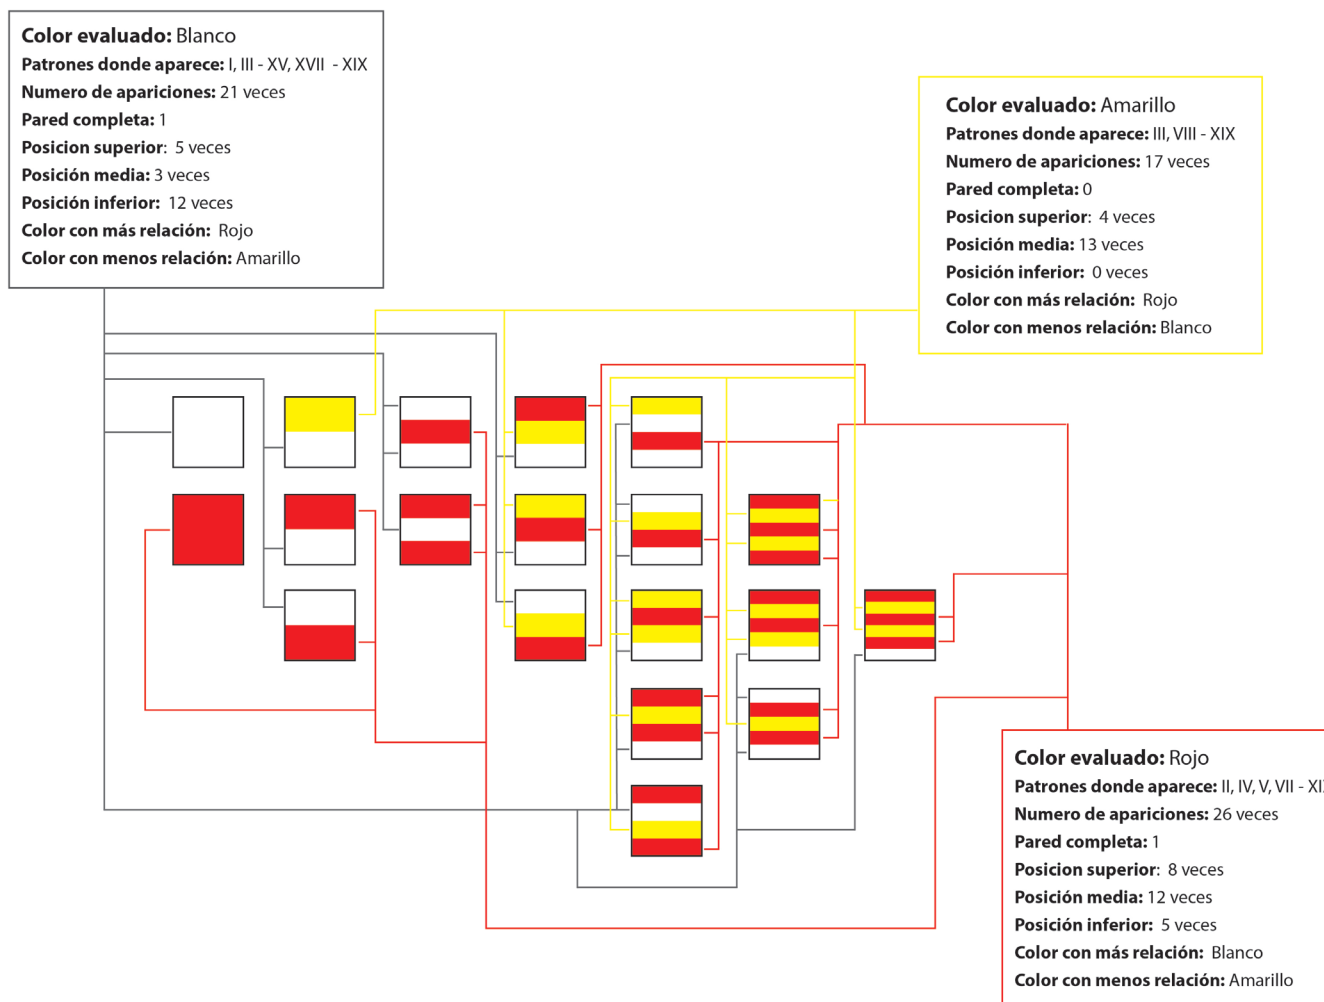 Color evaluado: Blanco
Patrones donde aparece: I, III - XV, XVII - XIX
Numero de apariciones: 21 veces
Pared completa: 1
Posicion superior: 5 veces
Posición media: 3 veces
Posición inferior: 12 veces
Color con más relación: Rojo
Color con menos relación: Amarillo
Color evaluado: Amarillo
Patrones donde aparece: III, VIII - XIX
Numero de apariciones: 17 veces
Pared completa: 0
Posicion superior: 4 veces
Posición media: 13 veces
Posición inferior: 0 veces
Color con más relación: Rojo
Color con menos relación: Blanco
Color evaluado: Rojo
Patrones donde aparece: II, IV, V, VII -
Numero de apariciones: 26 veces
Pared completa: 1
Posicion superior: 8 veces
Posición media: 12 veces
Posición inferior: 5 veces
Color con más relación: Blanco
Color con menos relación: Amarillo